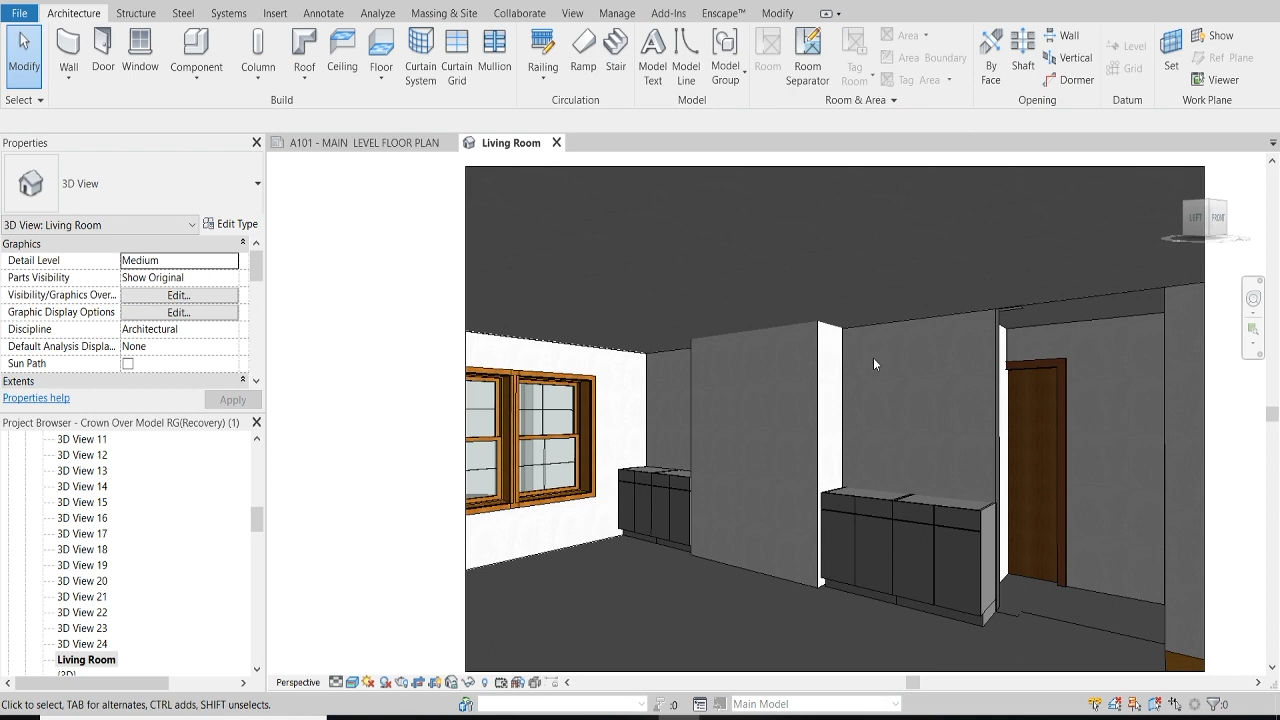 File Architecture Structure Steel Systems Insert Annotate Analyze Massing & Site Collaborate View Manage Add-Ins Enscape™ Modify
Modify Wall Door Window Component Column Roof Ceiling Floor Curtain System Curtain Grid Mullion Railing Ramp Stair Model Text Model Line Model Group Room Room Separator Tag Room Area Area Boundary Tag Area By Face Shaft Wall Vertical Dormer Level Grid Set Show Ref Plane Viewer
Select Build Circulation Model Room & Area Opening Datum Work Plane
Properties
A101 - MAIN LEVEL FLOOR PLAN Living Room
3D View
LEFT FRONT
3D View: Living Room Edit Type
Graphics
Detail Level Medium
Parts Visibility Show Original
Visibility/Graphics Over... Edit...
Graphic Display Options Edit...
Discipline Architectural
Default Analysis Displa... None
Sun Path
Extents
Properties help Apply
Project Browser - Crown Over Model RG(Recovery) (1)
3D View 11
3D View 12
3D View 13
3D View 14
3D View 15
3D View 16
3D View 17
3D View 18
3D View 19
3D View 20
3D View 21
3D View 22
3D View 23
3D View 24
Living Room
Perspective
Click to select, TAB for alternates, CTRL adds, SHIFT unselects. :0 Main Model :0